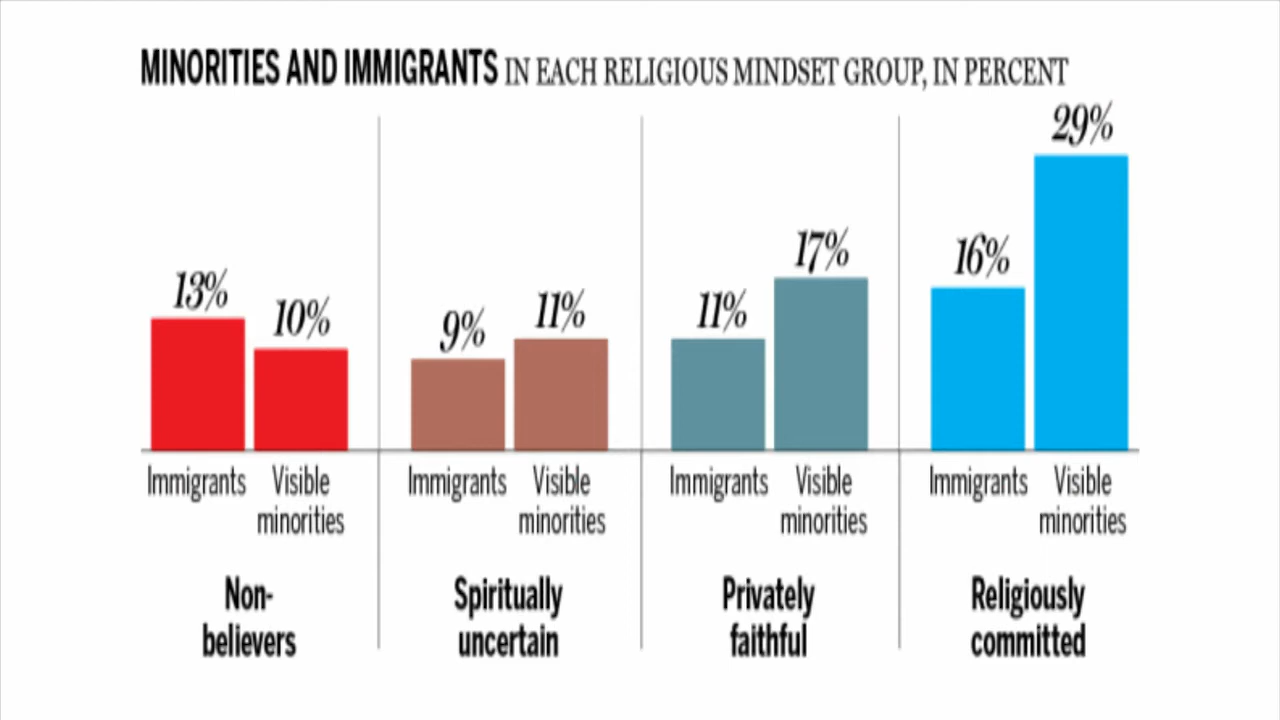 MINORITIES AND IMMIGRANTS IN EACH RELIGIOUS MINDSET GROUP, IN PERCENT
13%
10%
9%
11%
11%
17%
16%
29%
Immigrants
Visible
minorities
Immigrants
Visible
minorities
Immigrants
Visible
minorities
Immigrants
Visible
minorities
Non-
believers
Spiritually
uncertain
Privately
faithful
Religiously
committed